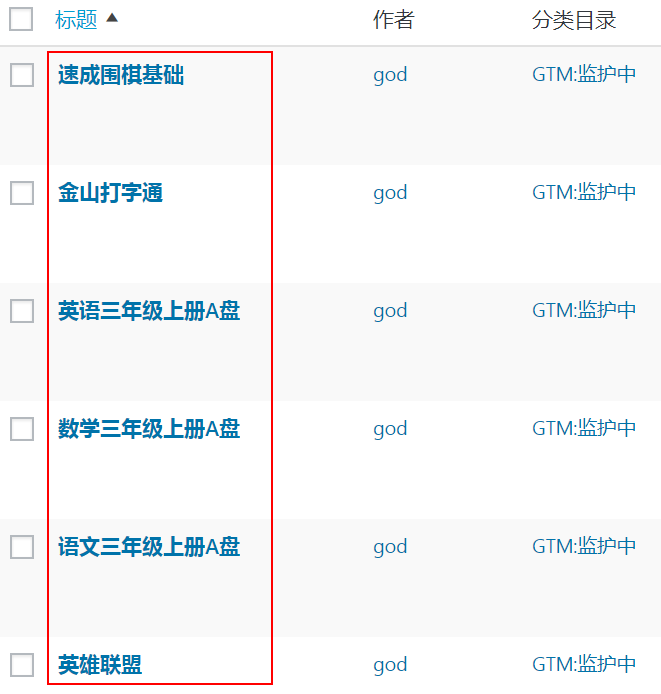 标题 作者 分类目录
速成围棋基础 god GTM:监护中
金山打字通 god GTM:监护中
英语三年级上册A盘 god GTM:监护中
数学三年级上册A盘 god GTM:监护中
语文三年级上册A盘 god GTM:监护中
英雄联盟 god GTM:监护中